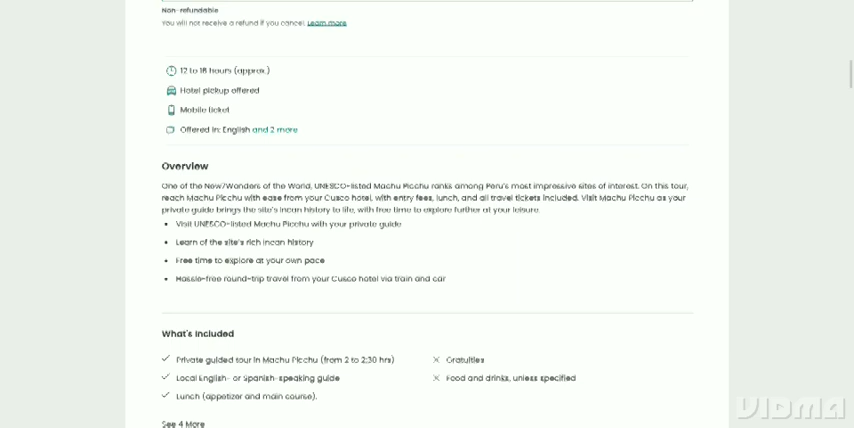 Non-refundable
You will not receive a refund if you cancel. Learn more
12 to 16 hours (approx.)
Hotel pickup offered
Mobile ticket
Offered in: English and 2 more
Overview
One of the New7Wonders of the World, UNESCO-listed Machu Picchu ranks among Peru's most impressive sites of interest. On this tour,
reach Machu Picchu with ease from your Cusco hotel, with entry fees, lunch, and all travel tickets included. Visit Machu Picchu as your
private guide brings the site's Incan history to life, with free time to explore further at your leisure.
• Visit UNESCO-listed Machu Picchu with your private guide
• Learn of the site's rich Incan history
• Free time to explore at your own pace
• Hassle-free round-trip travel from your Cusco hotel via train and car
What's Included
Private guided tour in Machu Picchu (from 2 to 2:30 hrs)
Gratuities
Local English- or Spanish-speaking guide
Food and drinks, unless specified
Lunch (appetizer and main course).
See 4 More
VIDMA